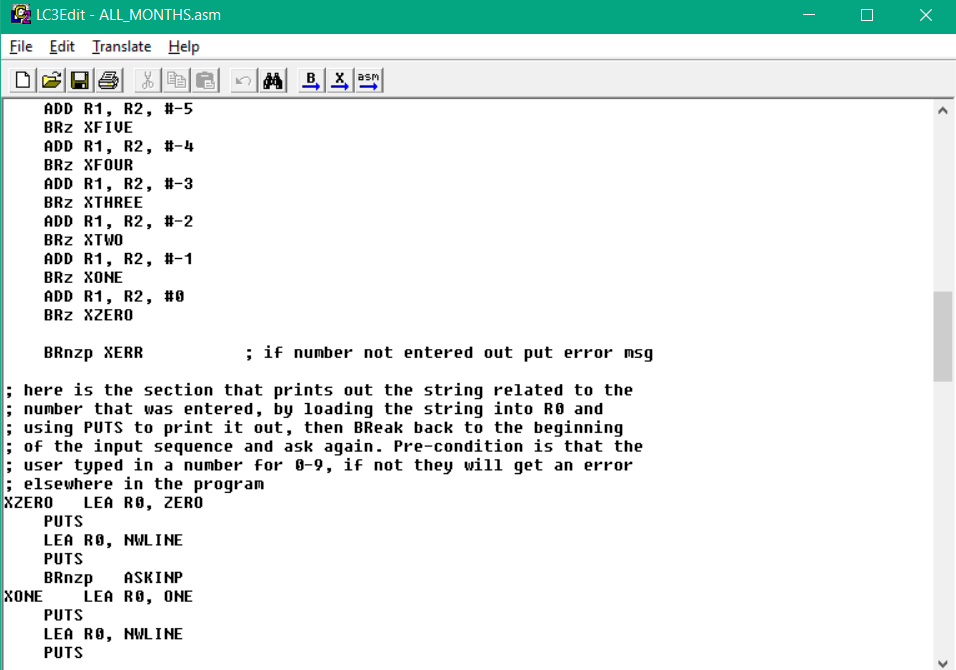 LC3Edit - ALL_MONTHS.asm
File Edit Translate Help
B X asm
ADD R1, R2, #-5
BRz XFIVE
ADD R1, R2, #-4
BRz XFOUR
ADD R1, R2, #-3
BRz XTHREE
ADD R1, R2, #-2
BRz XTWO
ADD R1, R2, #-1
BRz XONE
ADD R1, R2, #0
BRz XZERO
BRnzp XERR ; if number not entered out put error msg
; here is the section that prints out the string related to the
; number that was entered, by loading the string into R0 and
; using PUTS to print it out, then BReak back to the beginning
; of the input sequence and ask again. Pre-condition is that the
; user typed in a number for 0-9, if not they will get an error
; elsewhere in the program
XZERO LEA R0, ZERO
PUTS
LEA R0, NWLINE
PUTS
BRnzp ASKINP
XONE LEA R0, ONE
PUTS
LEA R0, NWLINE
PUTS